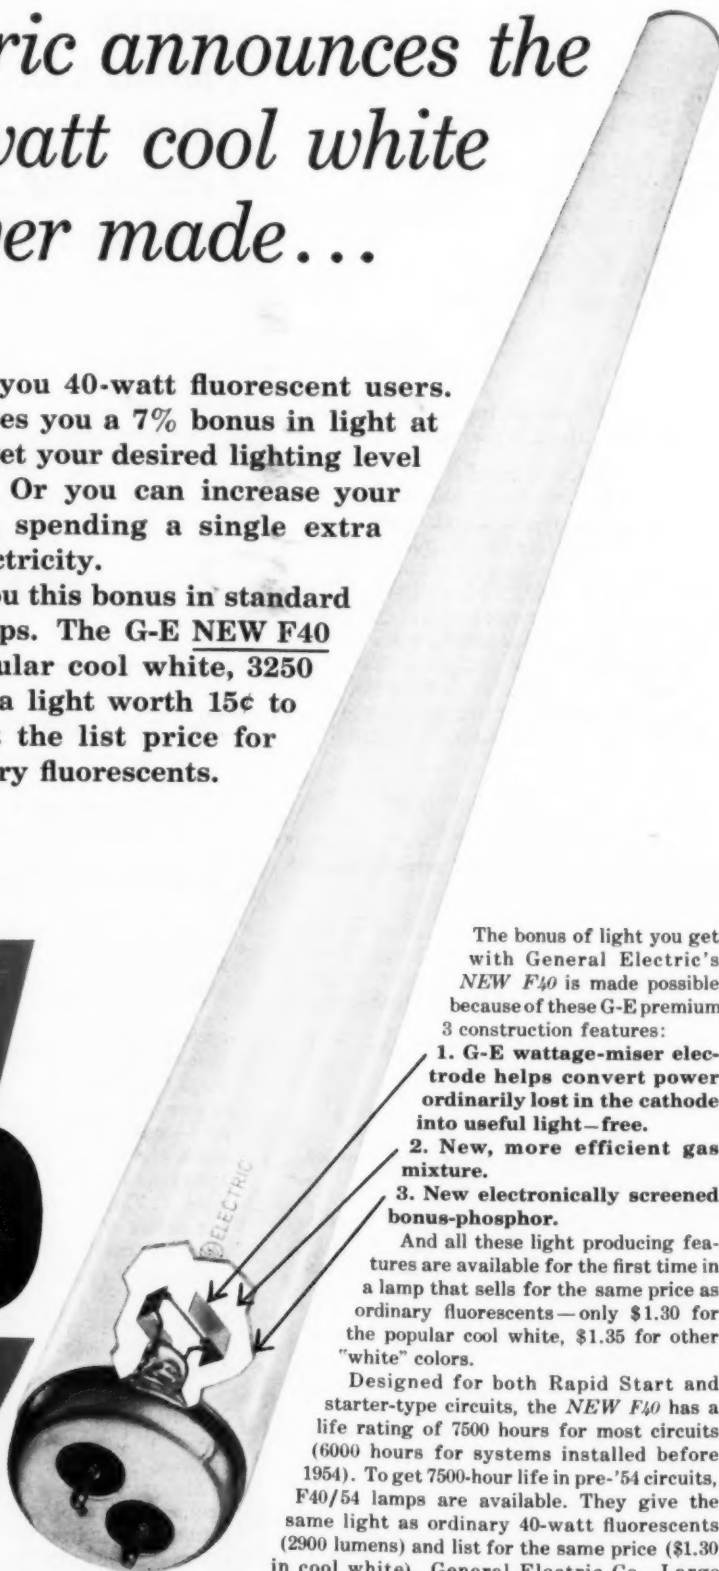 ric announces the
watt cool white
er made...
you 40-watt fluorescent users.
es you a 7% bonus in light at
et your desired lighting level
Or you can increase your
spending a single extra
ctricity.
ou this bonus in standard
ps. The G-E NEW F40
ular cool white, 3250
a light worth 15¢ to
the list price for
ry fluorescents.
The bonus of light you get
with General Electric's
NEW F40 is made possible
because of these G-E premium
3 construction features:
1. G-E wattage-miser elec-
trode helps convert power
ordinarily lost in the cathode
into useful light—free.
2. New, more efficient gas
mixture.
3. New electronically screened
bonus-phosphor.
And all these light producing fea-
tures are available for the first time in
a lamp that sells for the same price as
ordinary fluorescents—only $1.30 for
the popular cool white, $1.35 for other
"white" colors.
Designed for both Rapid Start and
starter-type circuits, the NEW F40 has a
life rating of 7500 hours for most circuits
(6000 hours for systems installed before
1954). To get 7500-hour life in pre-'54 circuits,
F40/54 lamps are available. They give the
same light as ordinary 40-watt fluorescents
(2900 lumens) and list for the same price ($1.30
in cool white). General Electric Co., Large
ELECTRIC